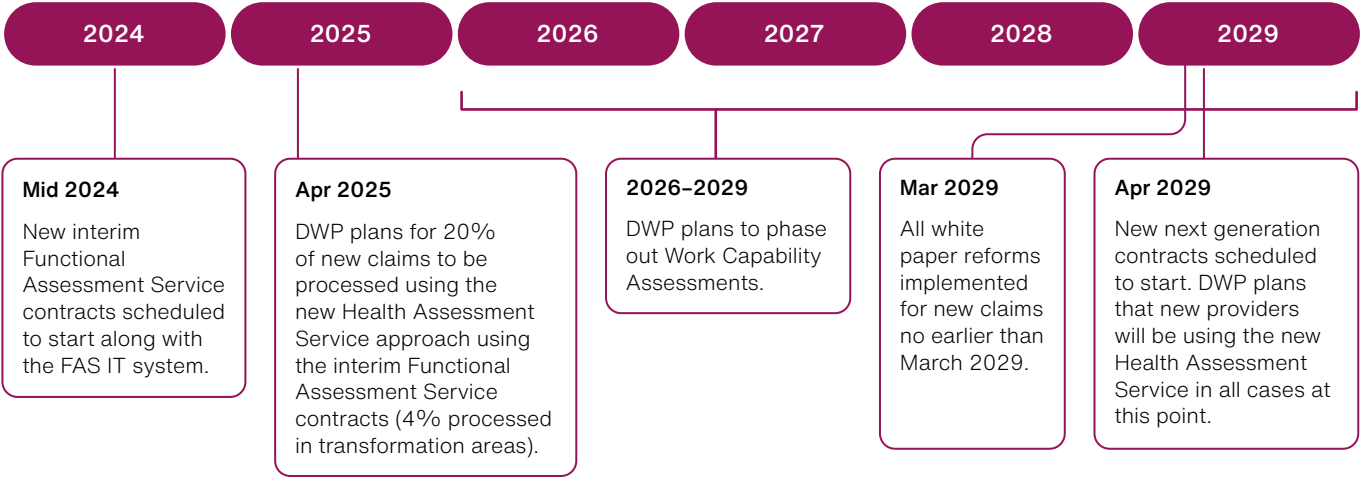 2024
2025
2026
2027
2028
2029
Mid 2024
New interim
Functional
Assessment Service
contracts scheduled
to start along with
the FAS IT system.
Apr 2025
DWP plans for 20%
of new claims to be
processed using the
new Health Assessment
Service approach using
the interim Functional
Assessment Service
contracts (4% processed
in transformation areas).
2026–2029
DWP plans to phase
out Work Capability
Assessments.
Mar 2029
All white
paper reforms
implemented
for new claims
no earlier than
March 2029.
Apr 2029
New next generation
contracts scheduled
to start. DWP plans
that new providers
will be using the new
Health Assessment
Service in all cases at
this point.